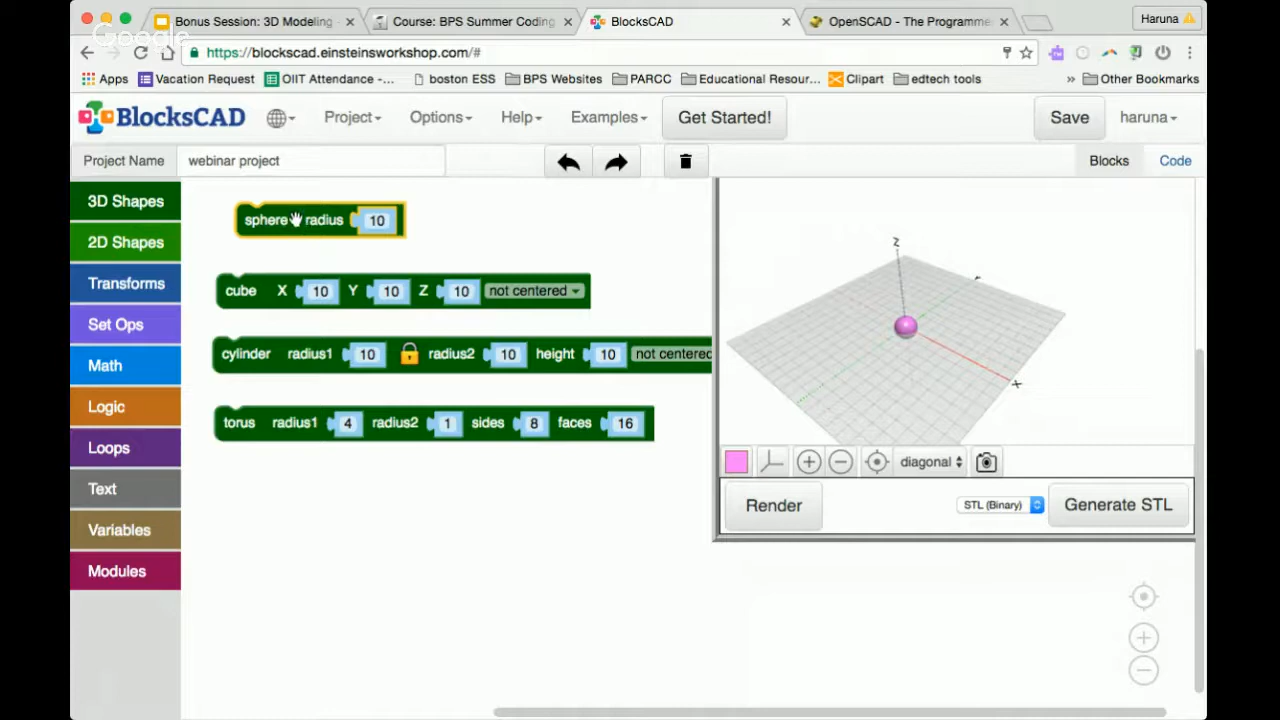 Bonus Session: 3D Modeling
Course: BPS Summer Coding
BlocksCAD
OpenSCAD - The Programme
Haruna
Google
https://blockscad.einsteinsworkshop.com/#
Apps
Vacation Request
OIIT Attendance -...
boston ESS
BPS Websites
PARCC
Educational Resour...
Clipart
edtech tools
»
Other Bookmarks
BlocksCAD
Project
Options
Help
Examples
Get Started!
Save
haruna
Project Name
webinar project
Blocks
Code
3D Shapes
2D Shapes
Transforms
Set Ops
Math
Logic
Loops
Text
Variables
Modules
sphere radius 10
cube X 10 Y 10 Z 10 not centered
cylinder radius1 10 radius2 10 height 10 not centered
torus radius1 4 radius2 1 sides 8 faces 16
Z
X
diagonal
Render
STL (Binary)
Generate STL